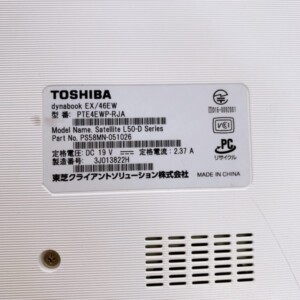 TOSHIBA
dynabook EX/46EW
型 番: PTE4EWP-RJA
Model Name. Satellite L50-D Series
Part No. PS58MN-051026
定格電圧: DC 19 V 定格電流: 2.37 A
製造番号: 3J013822H
東芝クライアントソリューション株式会社
VCCI
PC
リサイクル
MADE IN CHINA